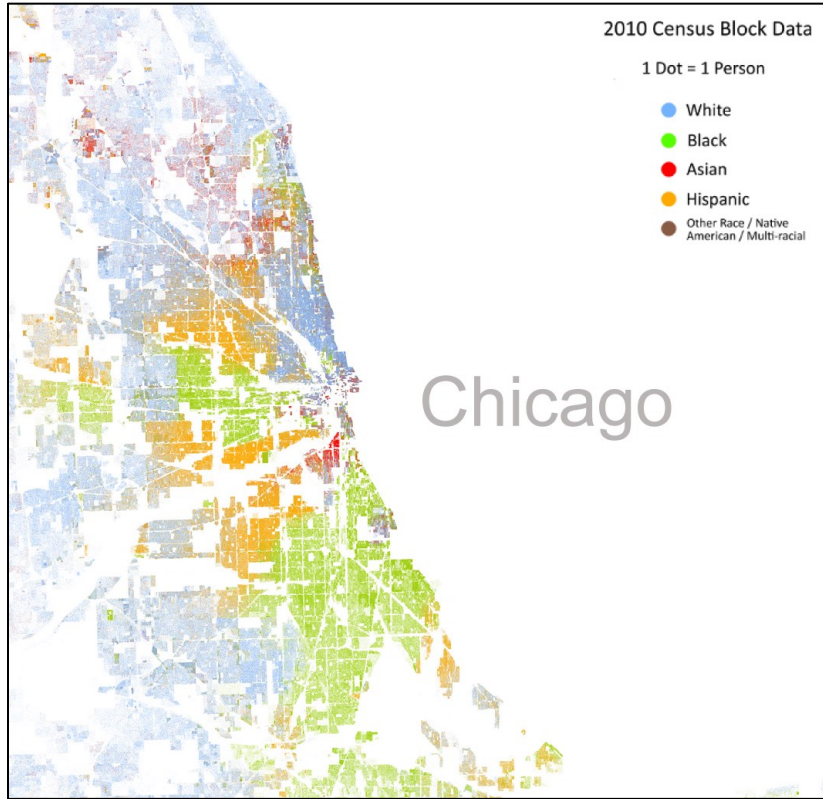 2010 Census Block Data
1 Dot = 1 Person
White
Black
Asian
Hispanic
Other Race / Native
American / Multi-racial
Chicago